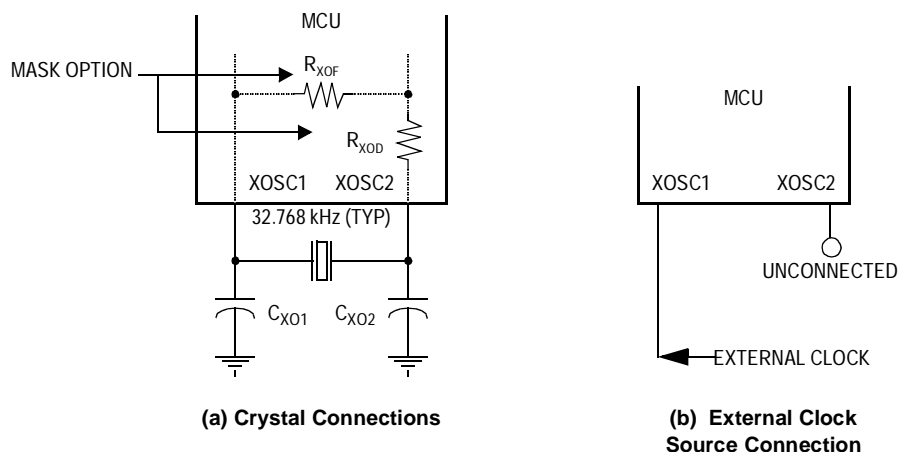 MCU
MASK OPTION
RXOF
RXOD
XOSC1 XOSC2
32.768 kHz (TYP)
CXO1 CXO2
(a) Crystal Connections
MCU
XOSC1 XOSC2
UNCONNECTED
EXTERNAL CLOCK
(b) External Clock
Source Connection